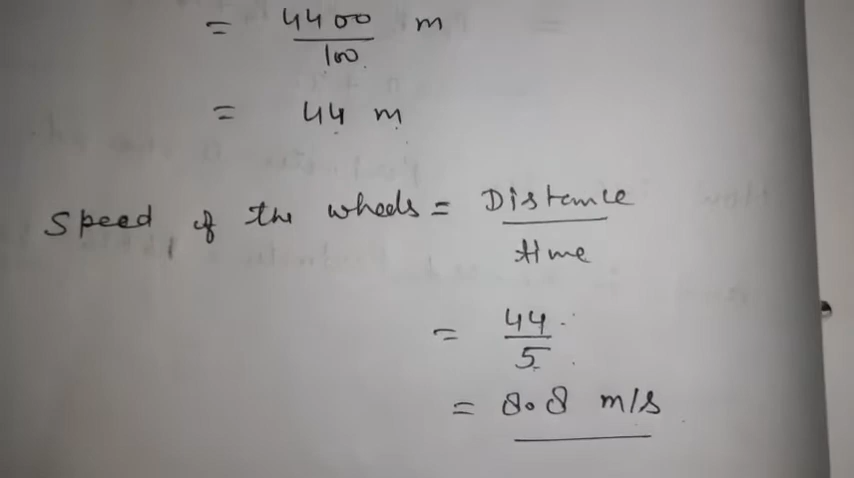 = 4400 m
100
= 44 m
Speed of the wheels = Distance
time
= 44
5
= 8.8 m/s